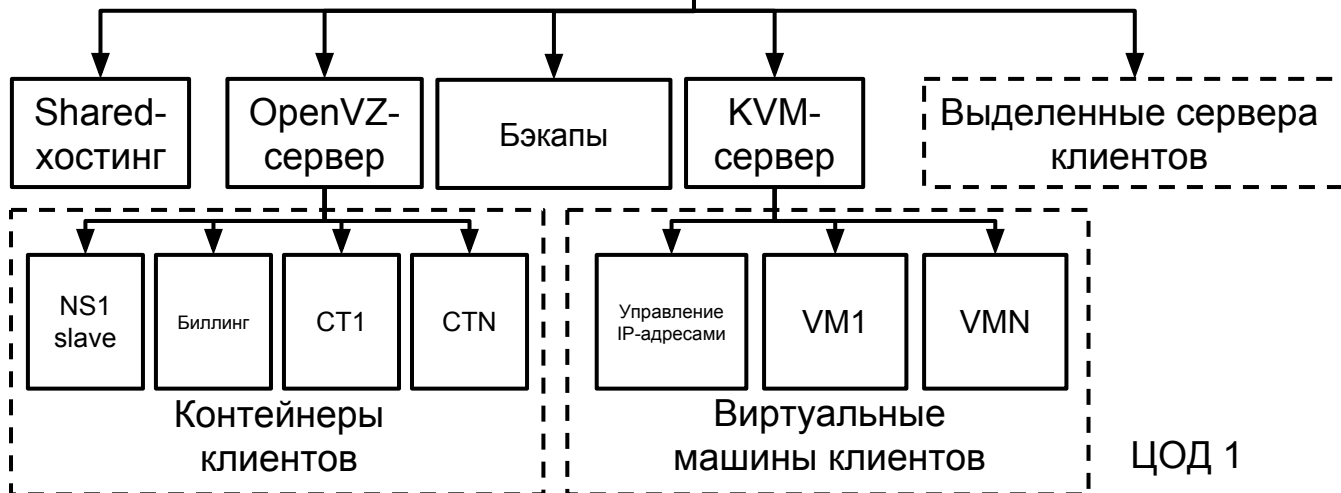 Shared-
хостинг
OpenVZ-
сервер
Бэкапы
KVM-
сервер
Выделенные сервера
клиентов
NS1
slave
Биллинг
CT1
CTN
Управление
IP-адресами
VM1
VMN
Контейнеры
клиентов
Виртуальные
машины клиентов
ЦОД 1